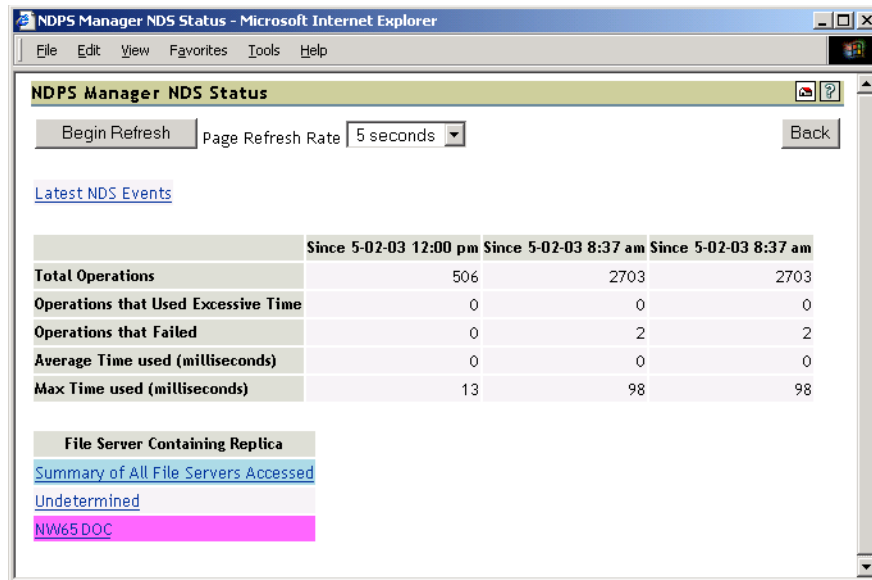 NDPS Manager NDS Status - Microsoft Internet Explorer
File Edit View Favorites Tools Help
NDPS Manager NDS Status
Begin Refresh Page Refresh Rate 5 seconds Back
Latest NDS Events
Since 5-02-03 12:00 pm Since 5-02-03 8:37 am Since 5-02-03 8:37 am
Total Operations 506 2703 2703
Operations that Used Excessive Time 0 0 0
Operations that Failed 0 2 2
Average Time used (milliseconds) 0 0 0
Max Time used (milliseconds) 13 98 98
File Server Containing Replica
Summary of All File Servers Accessed
Undetermined
NW65DOC